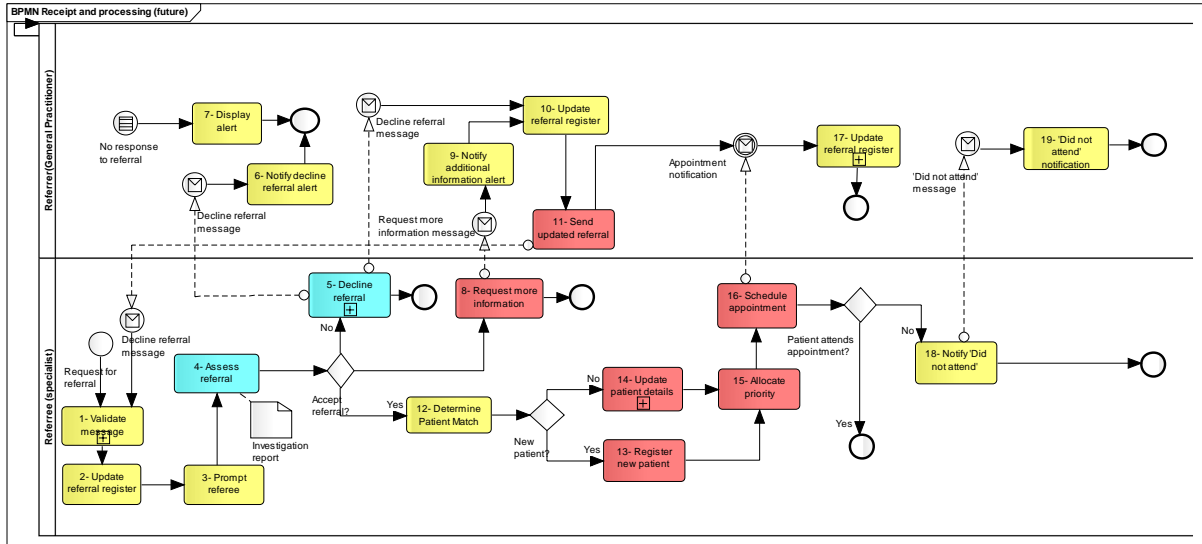 BPMN Receipt and processing (future)
Referrer(General Practitioner)
7- Display
alert
No response
to referral
6- Notify decline
referral alert
Decline referral
message
Decline referral
message
10- Update
referral register
9- Notify
additional
information alert
Request more
information message
11- Send
updated referral
Appointment
notification
17- Update
referral register
'Did not attend'
message
19- 'Did not
attend'
notification
Referree (specialist)
Decline referral
message
Request for
referral
1- Validate
message
2- Update
referral register
3- Prompt
referee
4- Assess
referral
Investigation
report
5- Decline
referral
No
Accept
referral?
Yes
8- Request more
information
12- Determine
Patient Match
New
patient?
No
Yes
14- Update
patient details
13- Register
new patient
15- Allocate
priority
16- Schedule
appointment
Patient attends
appointment?
No
Yes
18- Notify 'Did
not attend'